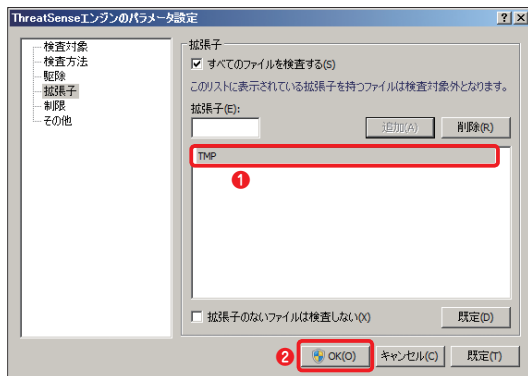 ThreatSenseエンジンのパラメータ設定
検査対象
検査方法
駆除
拡張子
制限
その他
拡張子
すべてのファイルを検査する(S)
このリストに表示されている拡張子を持つファイルは検査対象外となります。
拡張子(E):
追加(A) 削除(R)
TMP
1
拡張子のないファイルは検査しない(X) 既定(D)
2 OK(O) キャンセル(C) 既定(T)